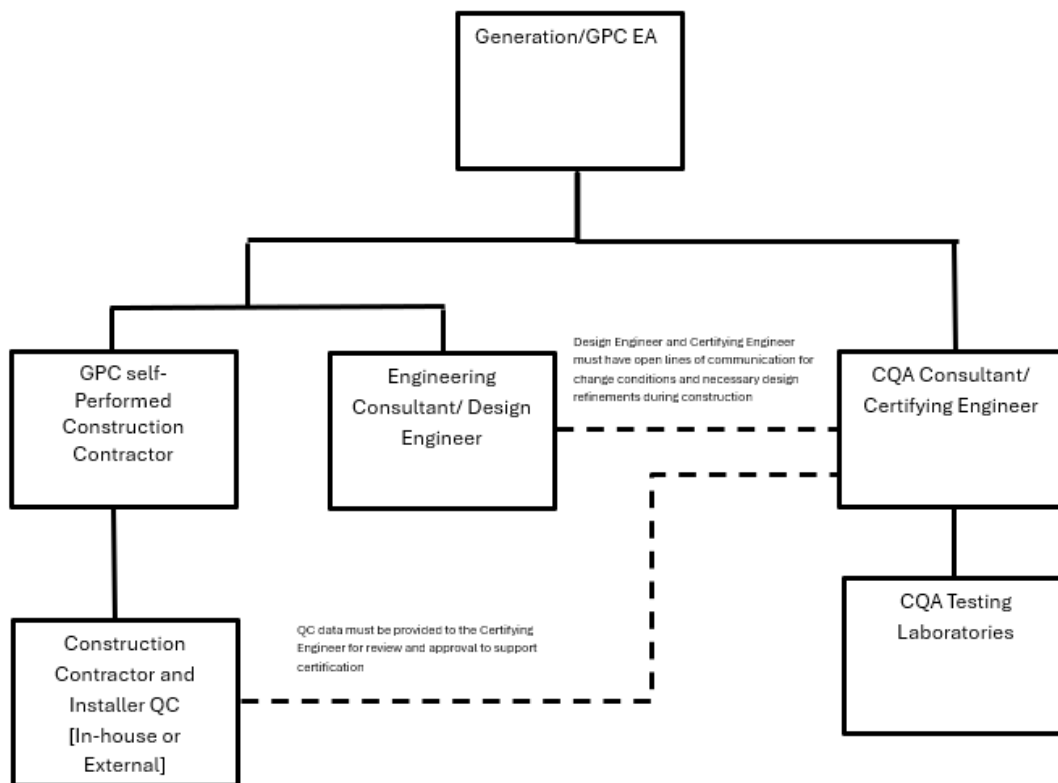 Generation/GPC EA
Design Engineer and Certifying Engineer
must have open lines of communication for
change conditions and necessary design
refinements during construction
GPC self-
Performed
Construction
Contractor
Engineering
Consultant/ Design
Engineer
CQA Consultant/
Certifying Engineer
QC data must be provided to the Certifying
Engineer for review and approval to support
certification
CQA Testing
Laboratories
Construction
Contractor and
Installer QC
[In-house or
External]